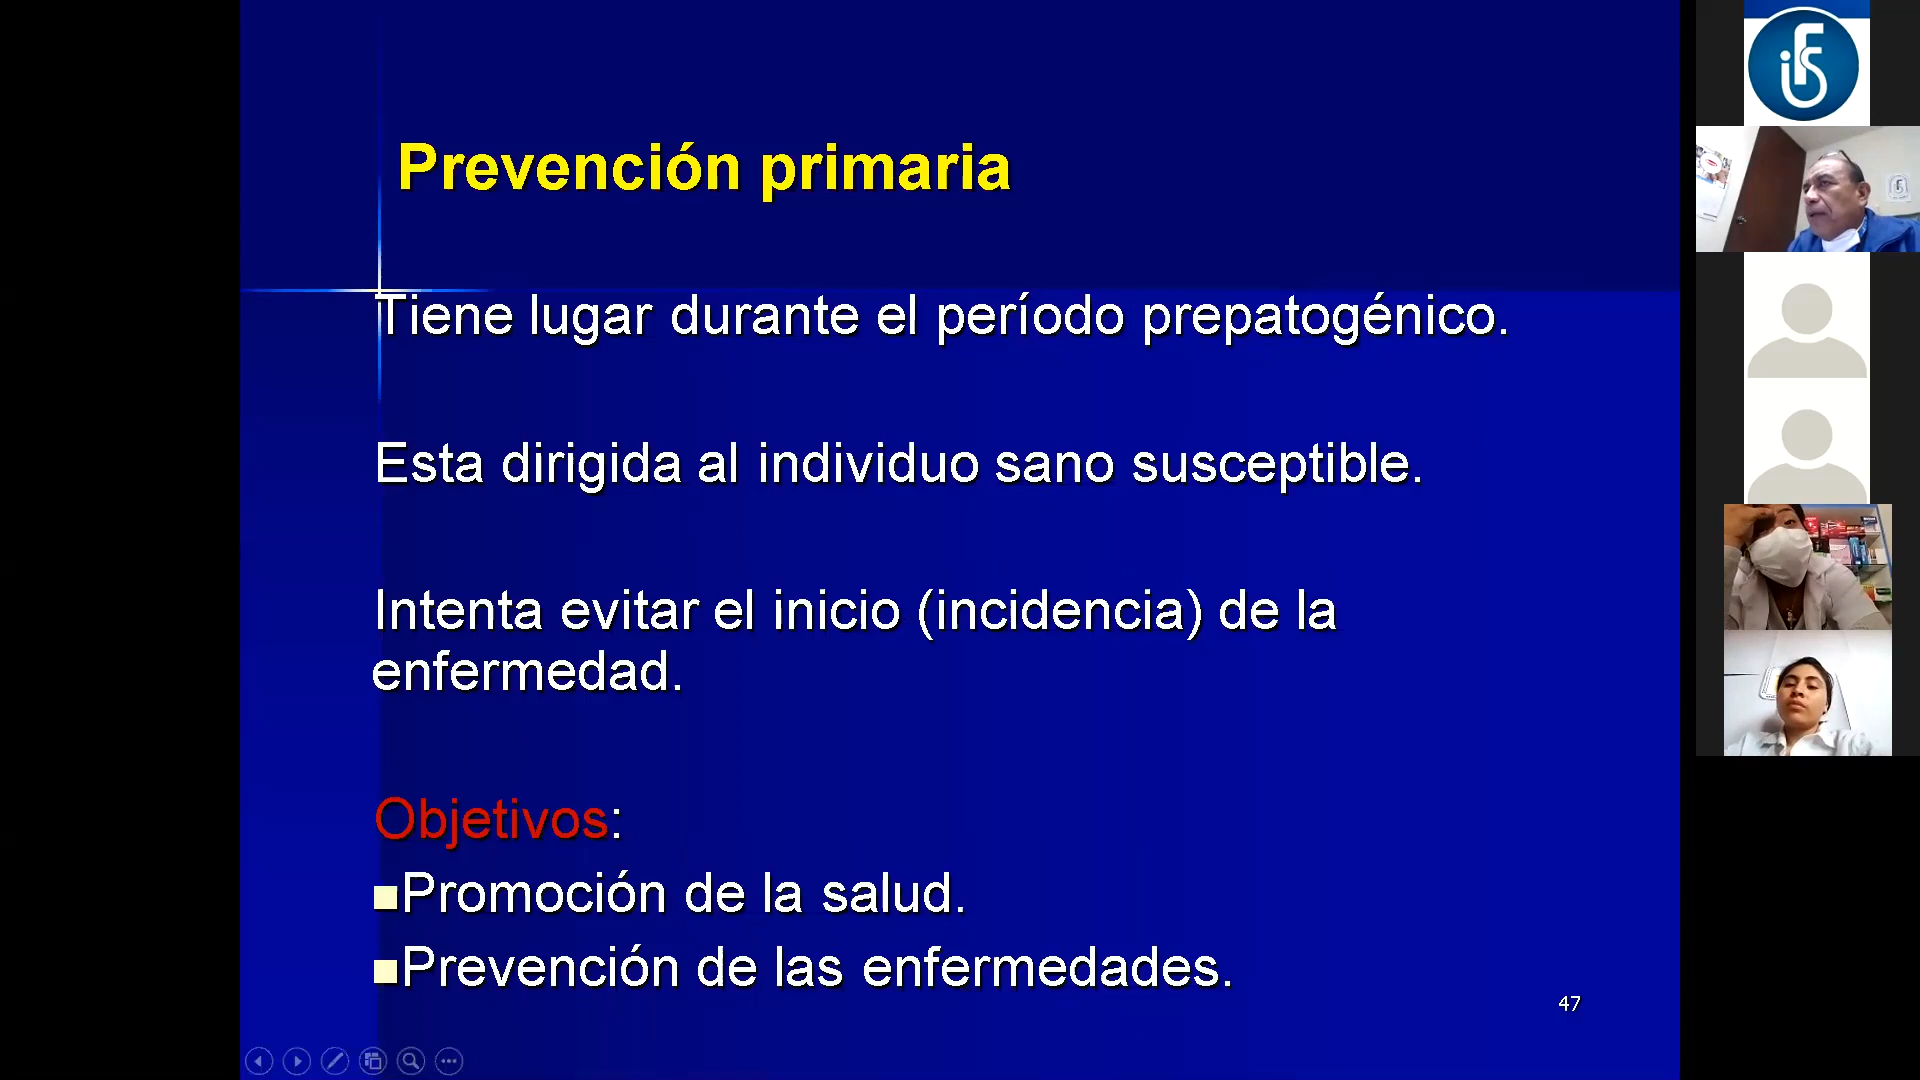 Prevención primaria
Tiene lugar durante el período prepatogénico.
Esta dirigida al individuo sano susceptible.
Intenta evitar el inicio (incidencia) de la
enfermedad.
Objetivos:
■Promoción de la salud.
■Prevención de las enfermedades.
47